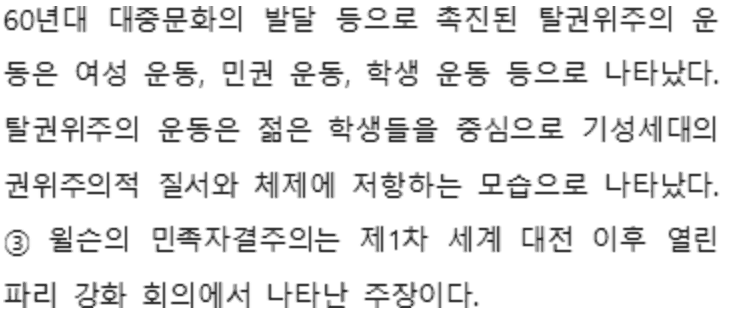 60년대 대중문화의 발달 등으로 촉진된 탈권위주의 운
동은 여성 운동, 민권 운동, 학생 운동 등으로 나타났다.
탈권위주의 운동은 젊은 학생들을 중심으로 기성세대의
권위주의적 질서와 체제에 저항하는 모습으로 나타났다.
③ 윌슨의 민족자결주의는 제1차 세계 대전 이후 열린
파리 강화 회의에서 나타난 주장이다.